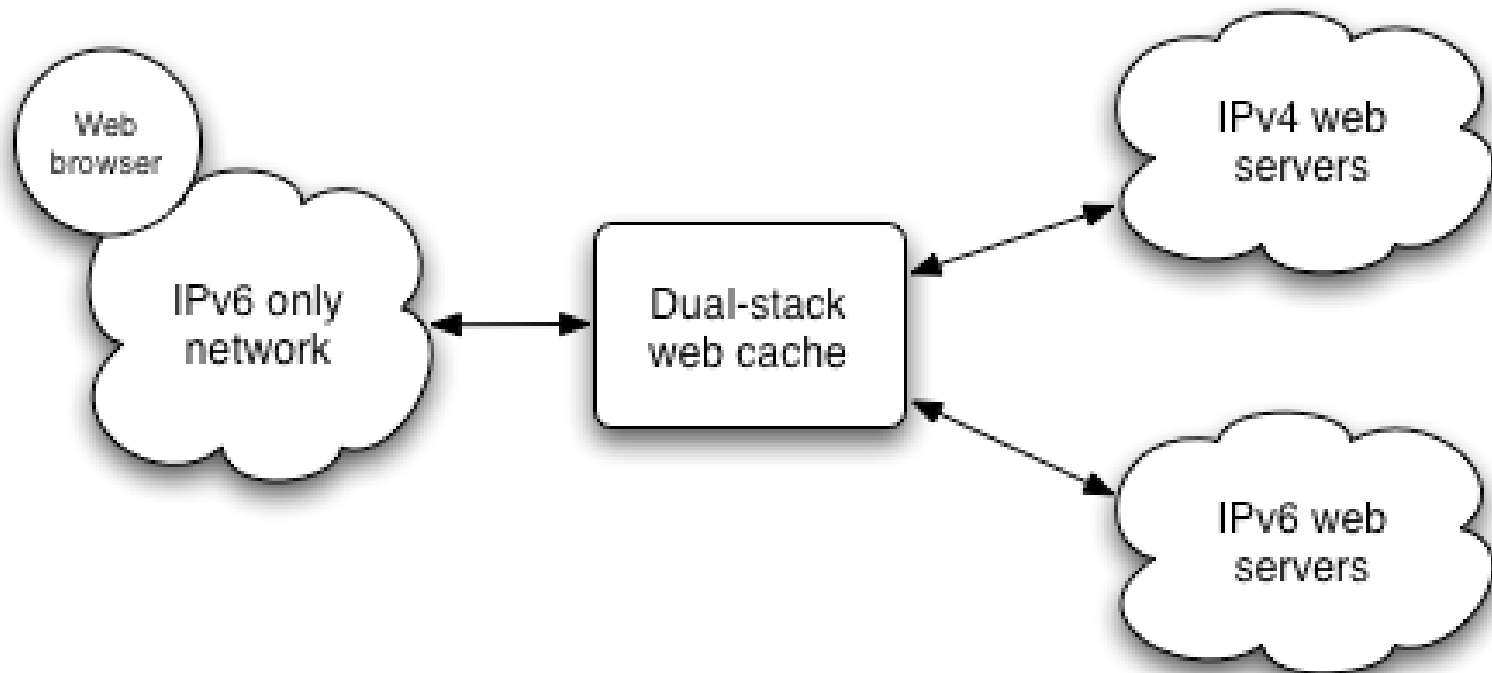 Web
browser
IPv6 only
network
Dual-stack
web cache
IPv4 web
servers
IPv6 web
servers